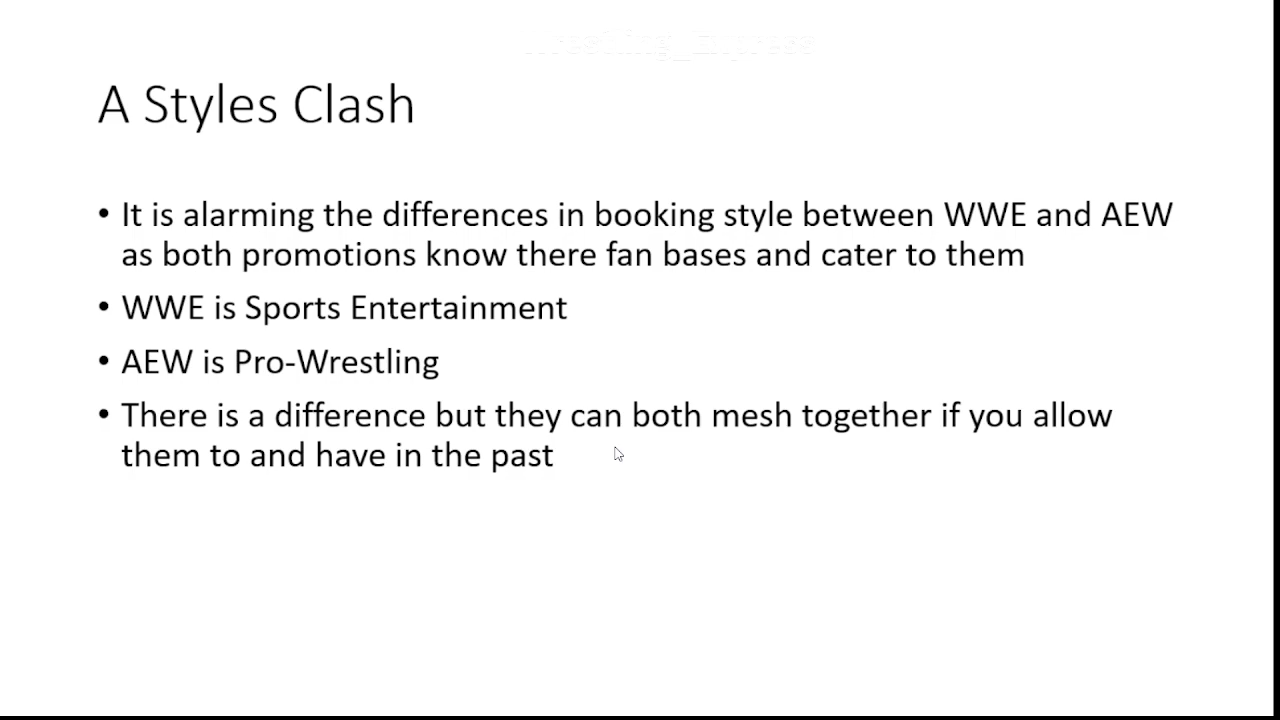 Wrestling_Express
A Styles Clash
• It is alarming the differences in booking style between WWE and AEW
as both promotions know there fan bases and cater to them
• WWE is Sports Entertainment
• AEW is Pro-Wrestling
• There is a difference but they can both mesh together if you allow
them to and have in the past